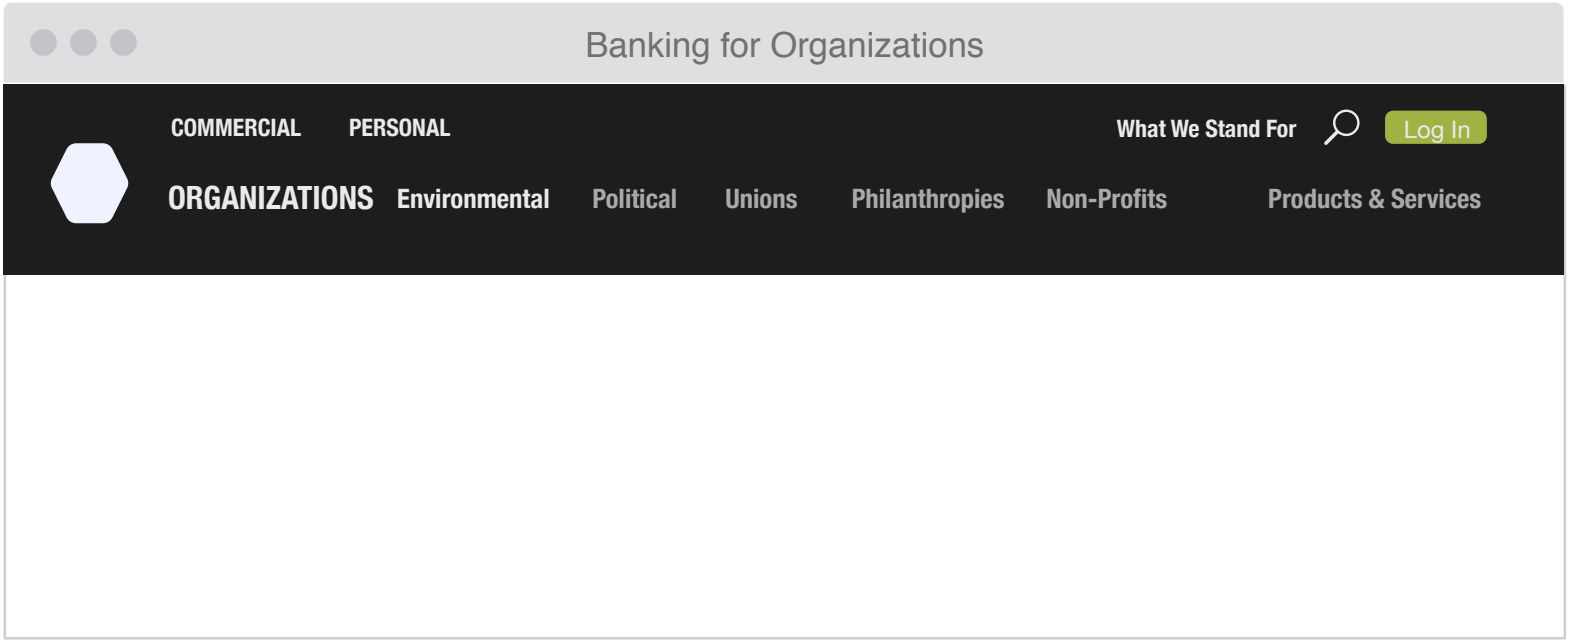 Banking for Organizations
COMMERCIAL PERSONAL What We Stand For Log In
ORGANIZATIONS Environmental Political Unions Philanthropies Non-Profits Products & Services